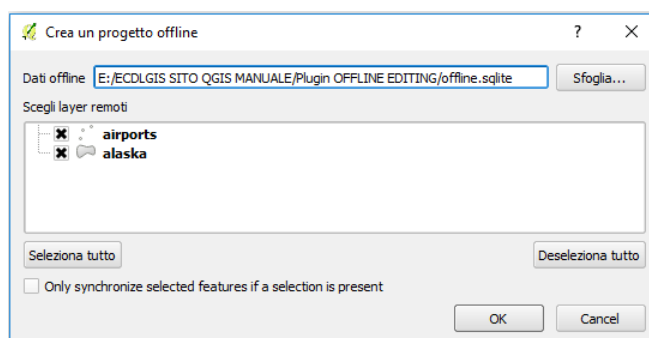 Crea un progetto offline
Dati offline E:/ECDLGIS SITO QGIS MANUALE/Plugin OFFLINE EDITING/offline.sqlite Sfoglia...
Scegli layer remoti
airports
alaska
Seleziona tutto Deseleziona tutto
Only synchronize selected features if a selection is present
OK Cancel